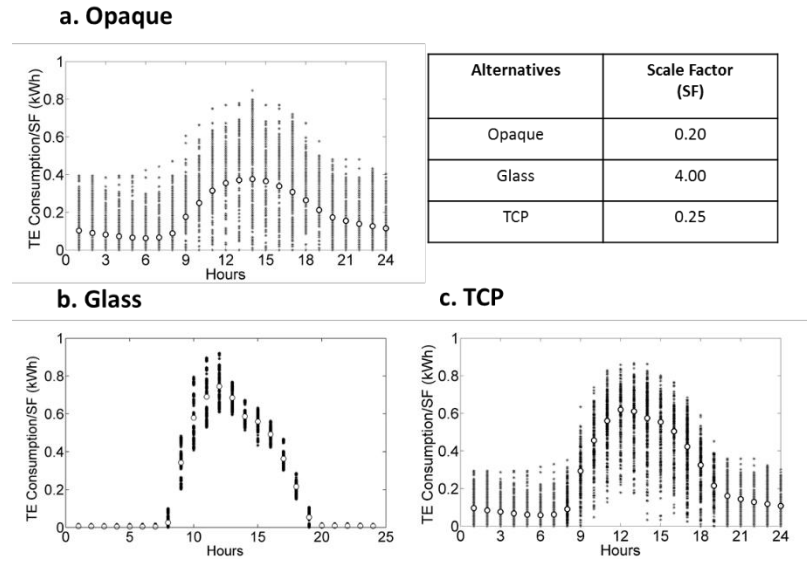 a. Opaque
TE Consumption/SF (kWh)
1
0.8
0.6
0.4
0.2
0
0 3 6 9 12 15 18 21 24
Hours
Alternatives Scale Factor
(SF)
Opaque 0.20
Glass 4.00
TCP 0.25
b. Glass
TE Consumption/SF (kWh)
1
0.8
0.6
0.4
0.2
0
0 5 10 15 20 25
Hours
c. TCP
TE Consumption/SF (kWh)
1
0.8
0.6
0.4
0.2
0
0 3 6 9 12 15 18 21 24
Hours